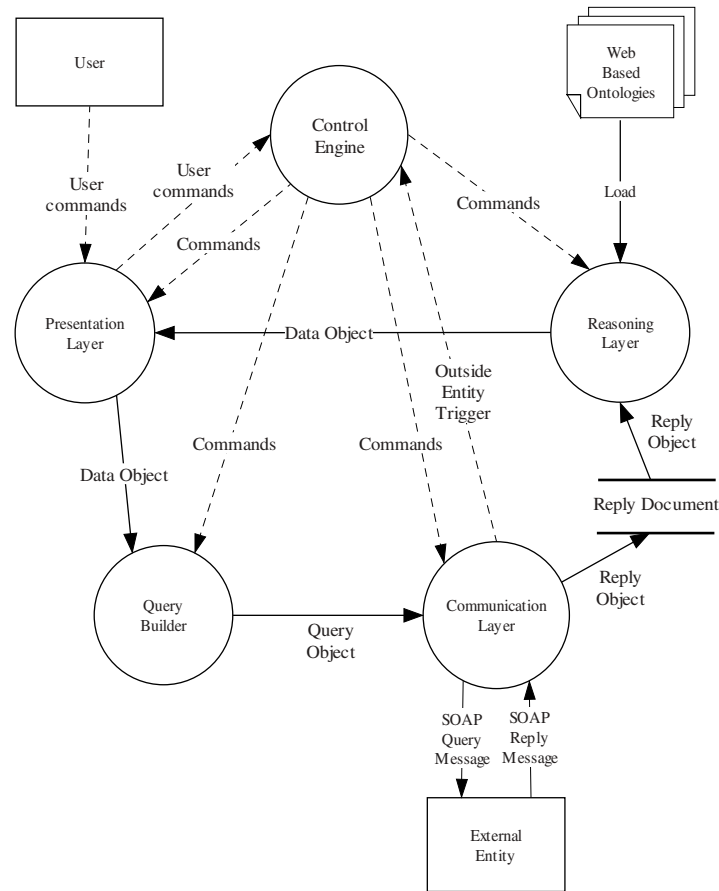 User
Web
Based
Ontologies
Control
Engine
User
commands
User
commands
Commands
Commands
Load
Presentation
Layer
Data Object
Reasoning
Layer
Outside
Entity
Trigger
Reply
Object
Commands
Commands
Data Object
Reply Document
Query
Builder
Query
Object
Communication
Layer
Reply
Object
SOAP
Query
Message
SOAP
Reply
Message
External
Entity